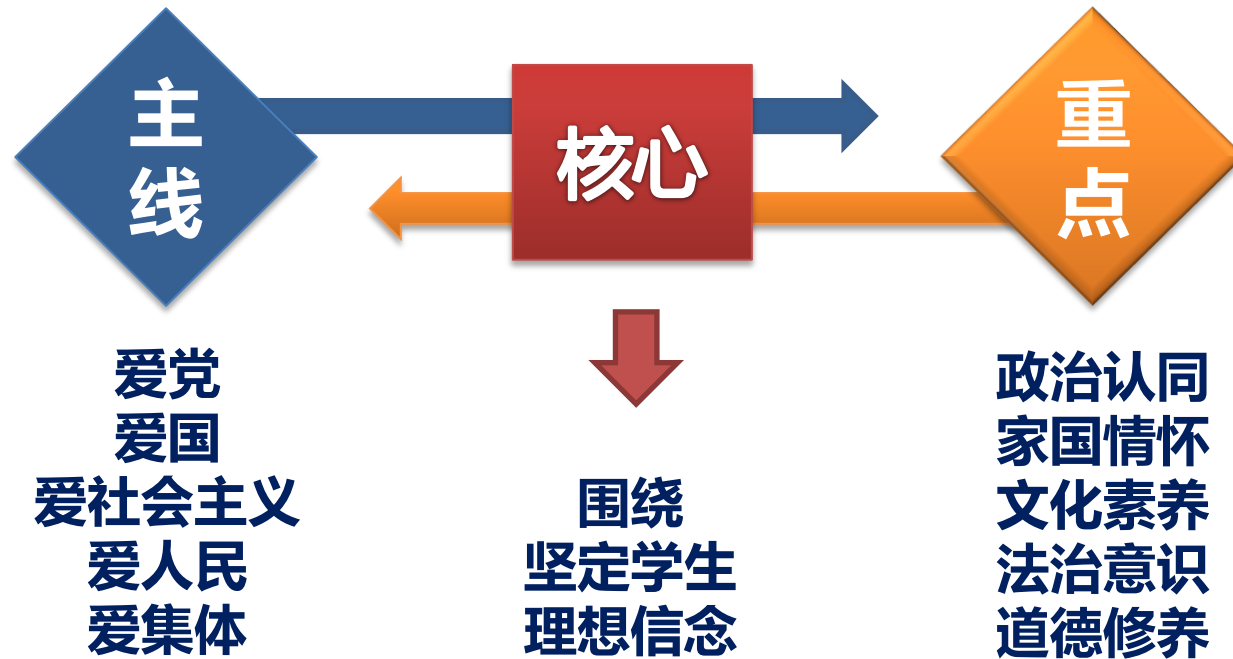 主
线
核心
重
点
爱党
爱国
爱社会主义
爱人民
爱集体
围绕
坚定学生
理想信念
政治认同
家国情怀
文化素养
法治意识
道德修养